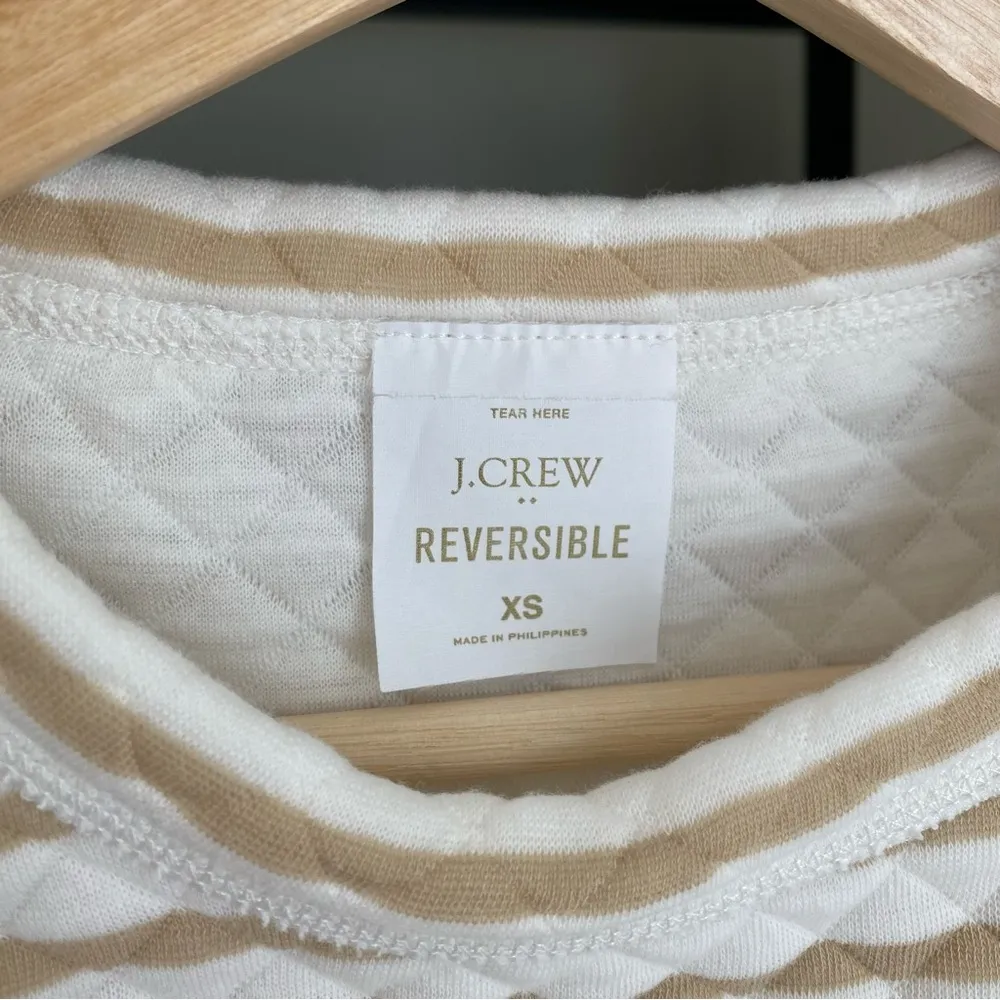 TEAR HERE
J.CREW
REVERSIBLE
XS
MADE IN PHILIPPINES